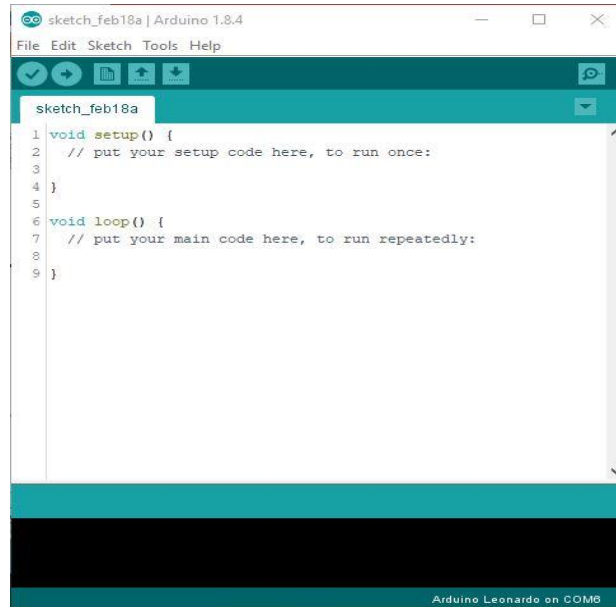 sketch_feb18a | Arduino 1.8.4
File Edit Sketch Tools Help
sketch_feb18a
1 void setup() {
2   // put your setup code here, to run once:
3
4 }
5
6 void loop() {
7   // put your main code here, to run repeatedly:
8
9 }
Arduino Leonardo on COM6